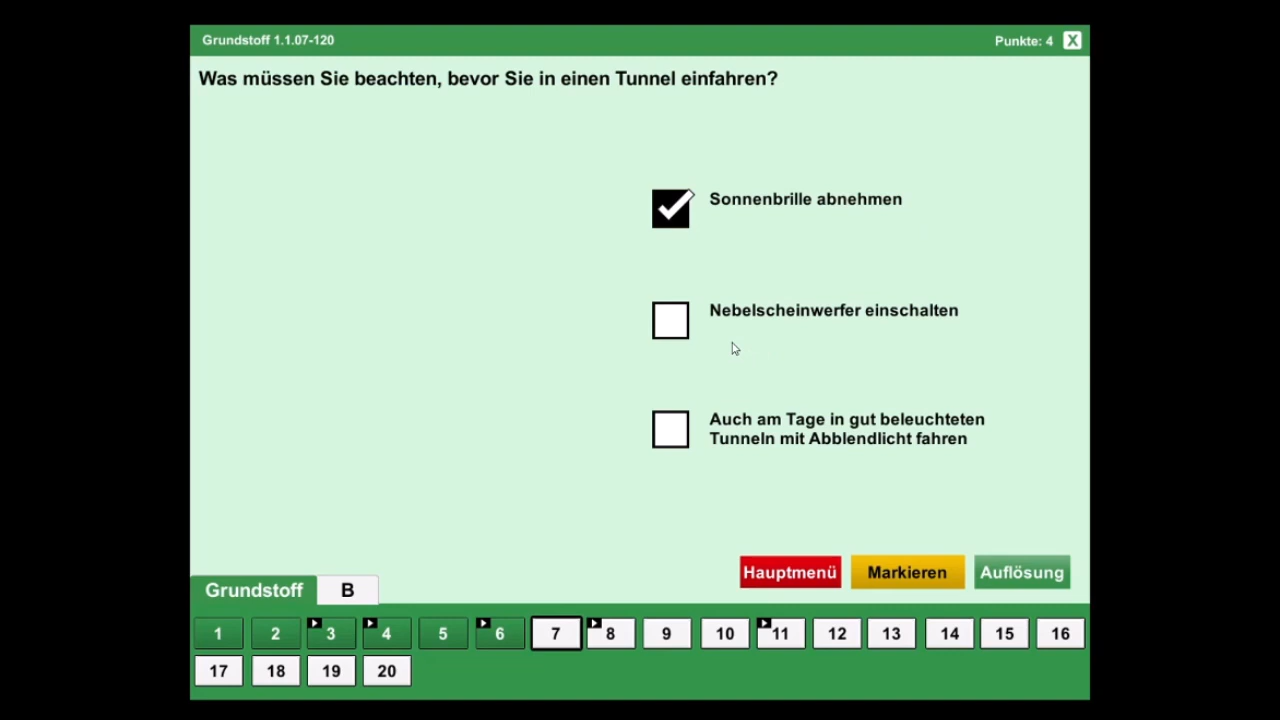 Grundstoff 1.1.07-120
Punkte: 4 X
Was müssen Sie beachten, bevor Sie in einen Tunnel einfahren?
Sonnenbrille abnehmen
Nebelscheinwerfer einschalten
Auch am Tage in gut beleuchteten
Tunneln mit Abblendlicht fahren
Hauptmenü Markieren Auflösung
Grundstoff B
1 2 3 4 5 6 7 8 9 10 11 12 13 14 15 16
17 18 19 20